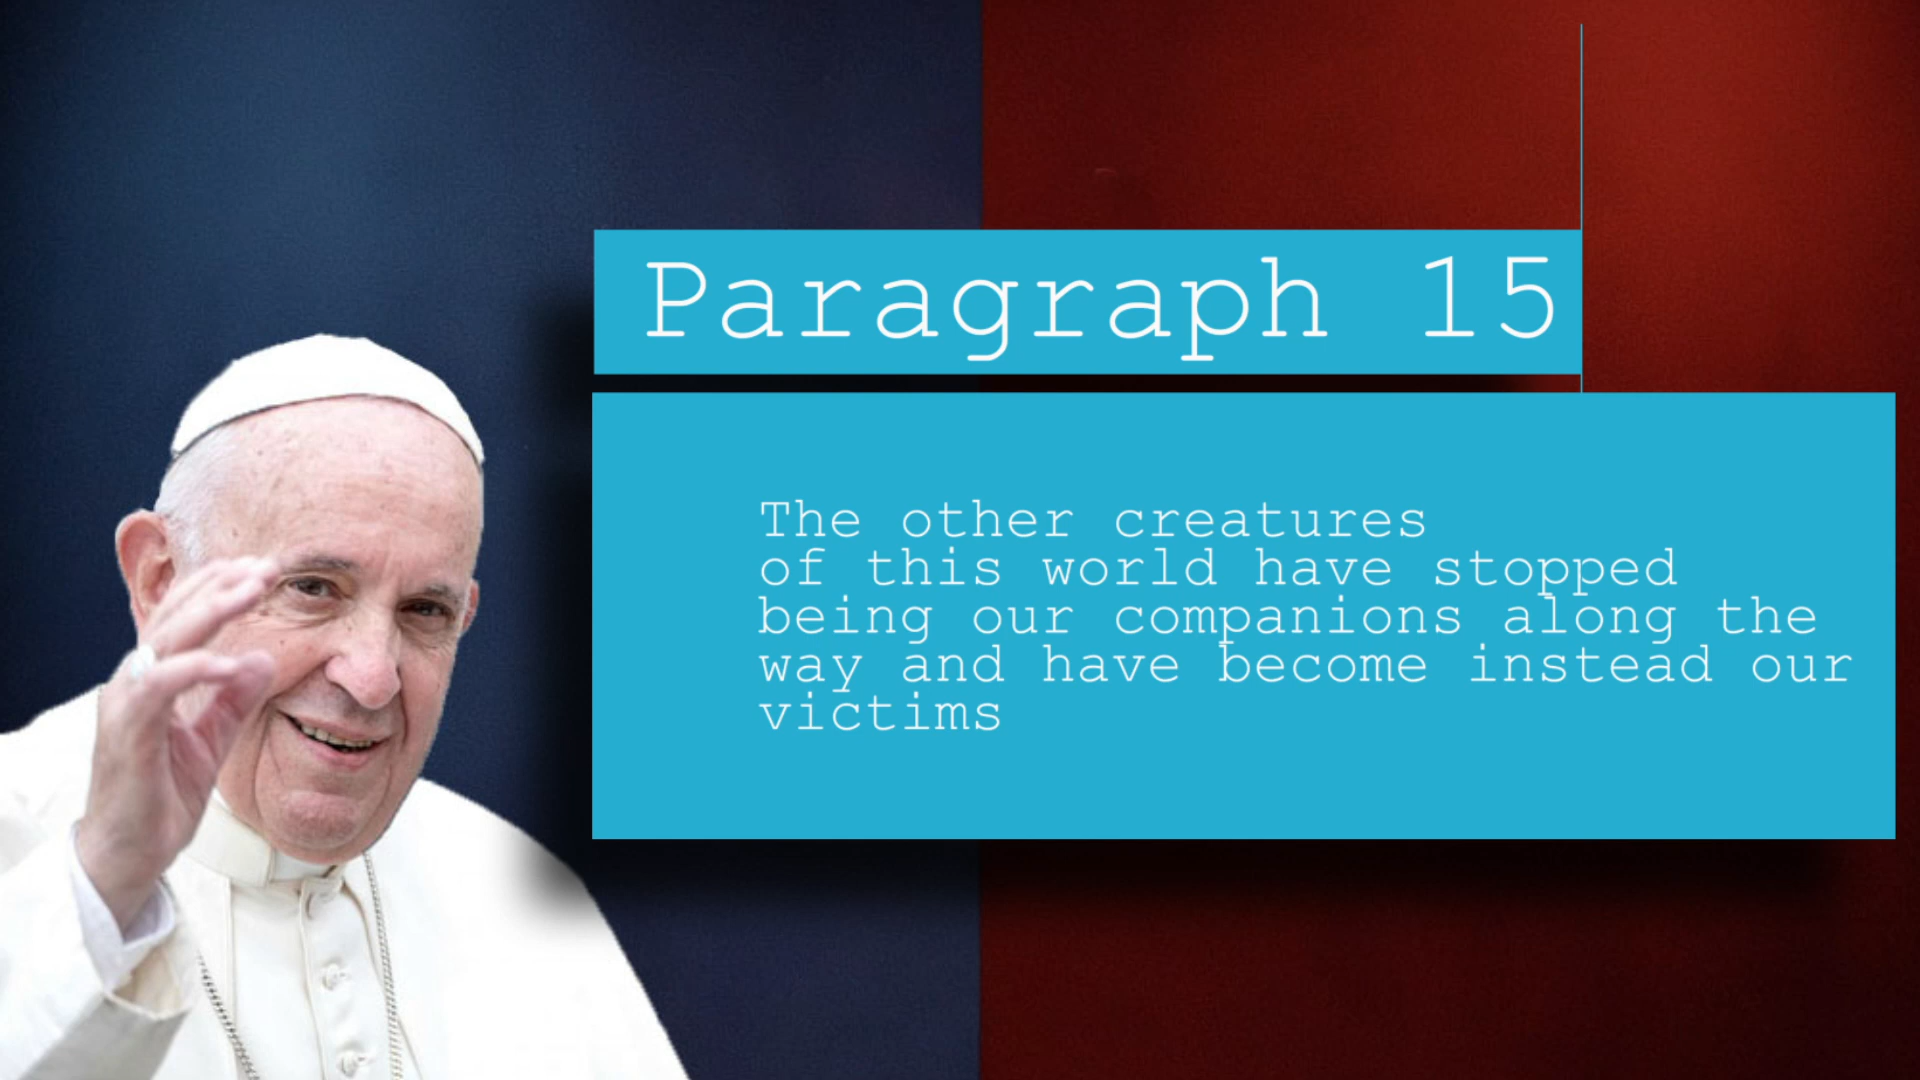 Paragraph 15
The other creatures
of this world have stopped
being our companions along the
way and have become instead our
victims